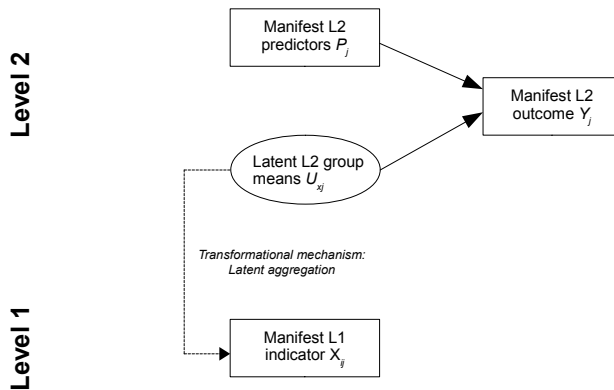 Level 2
Manifest L2
predictors Pj
Manifest L2
outcome Yj
Latent L2 group
means Uxj
Transformational mechanism:
Latent aggregation
Level 1
Manifest L1
indicator Xij